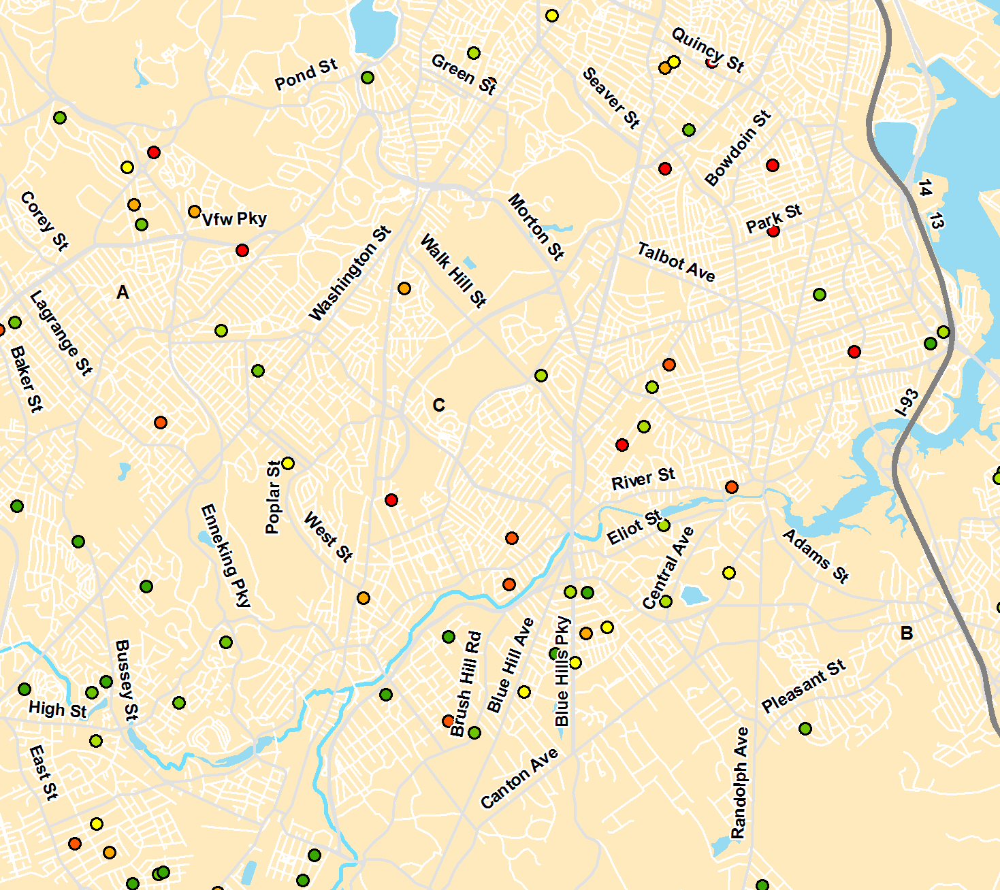 Quincy St
Pond St
Green St
Seaver St
Bowdoin St
14
Corey St
Vfw Pky
Morton St
Park St
13
Washington St
Walk Hill St
Talbot Ave
A
Lagrange St
Baker St
C
I-93
Poplar St
River St
Enneking Pky
West St
Eliot St
Central Ave
Adams St
B
Bussey St
Brush Hill Rd
Blue Hill Ave
Blue Hills Pky
Pleasant St
High St
East St
Canton Ave
Randolph Ave